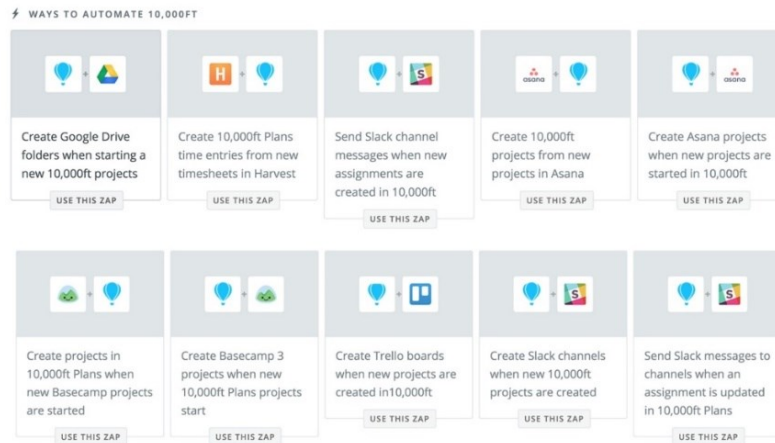 WAYS TO AUTOMATE 10,000FT
H
S
asana
asana
Create Google Drive
folders when starting a
new 10,000ft projects
USE THIS ZAP
Create 10,000ft Plans
time entries from new
timesheets in Harvest
USE THIS ZAP
Send Slack channel
messages when new
assignments are
created in 10,000ft
USE THIS ZAP
Create 10,000ft
projects from new
projects in Asana
USE THIS ZAP
Create Asana projects
when new projects are
started in 10,000ft
USE THIS ZAP
S
S
Create projects in
10,000ft Plans when
new Basecamp projects
are started
USE THIS ZAP
Create Basecamp 3
projects when new
10,000ft Plans projects
start
USE THIS ZAP
Create Trello boards
when new projects are
created in10,000ft
USE THIS ZAP
Create Slack channels
when new 10,000ft
projects are created
USE THIS ZAP
Send Slack messages to
channels when an
assignment is updated
in 10,000ft Plans
USE THIS ZAP